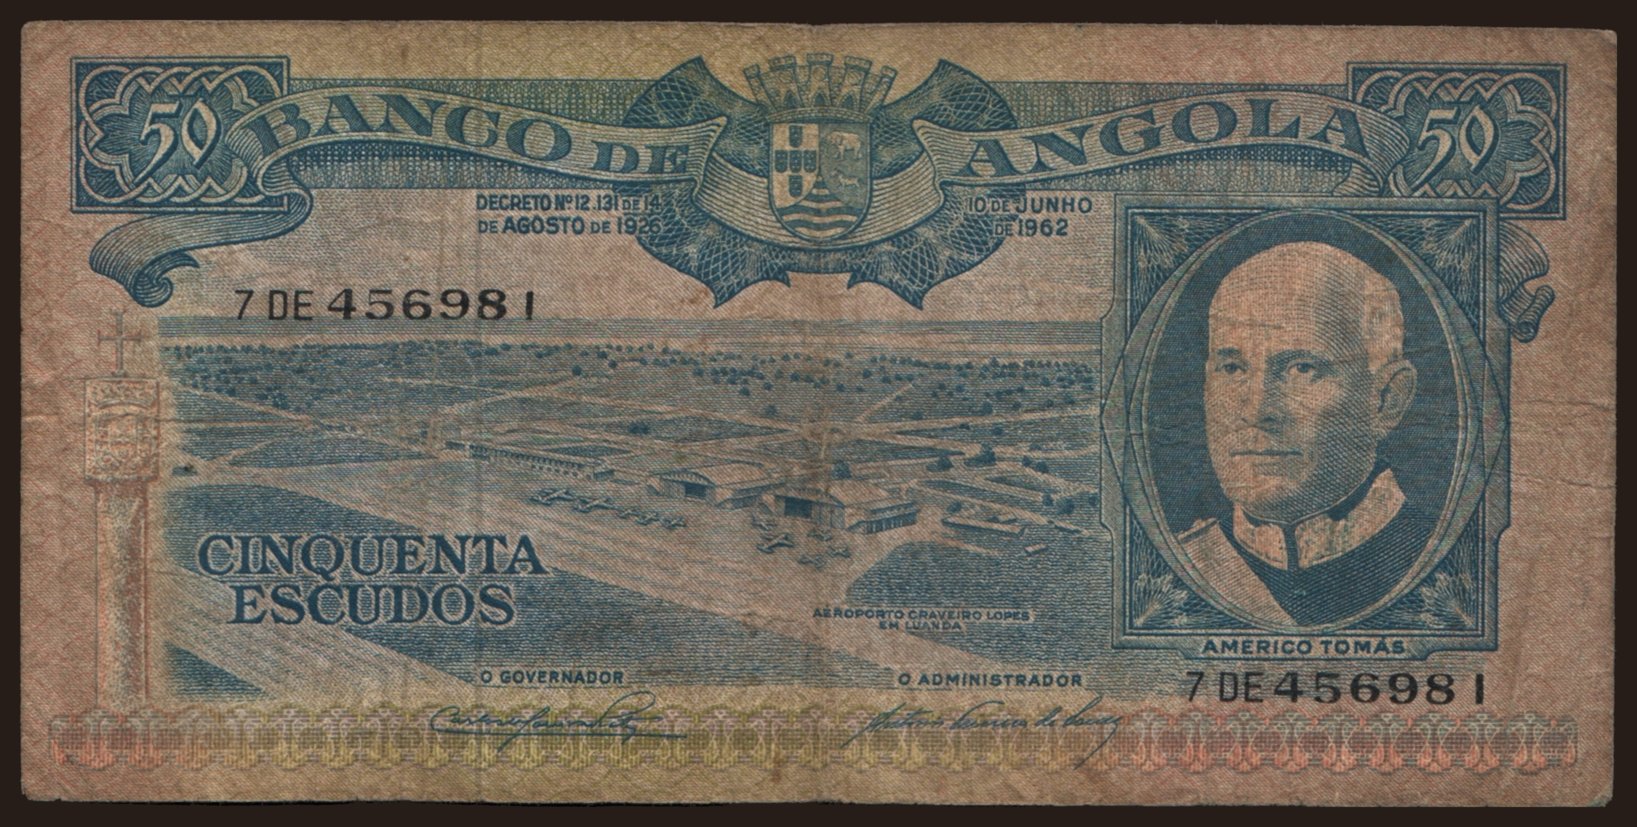 50 BANCO DE ANGOLA 50
DECRETO Nº 12.131 DE 14
DE AGOSTO DE 1926
10 DE JUNHO
DE 1962
7 DE 456981
CINQUENTA
ESCUDOS
AEROPORTO CRAVEIRO LOPES
EM LUANDA
AMERICO TOMÁS
O GOVERNADOR
O ADMINISTRADOR
7 DE 456981